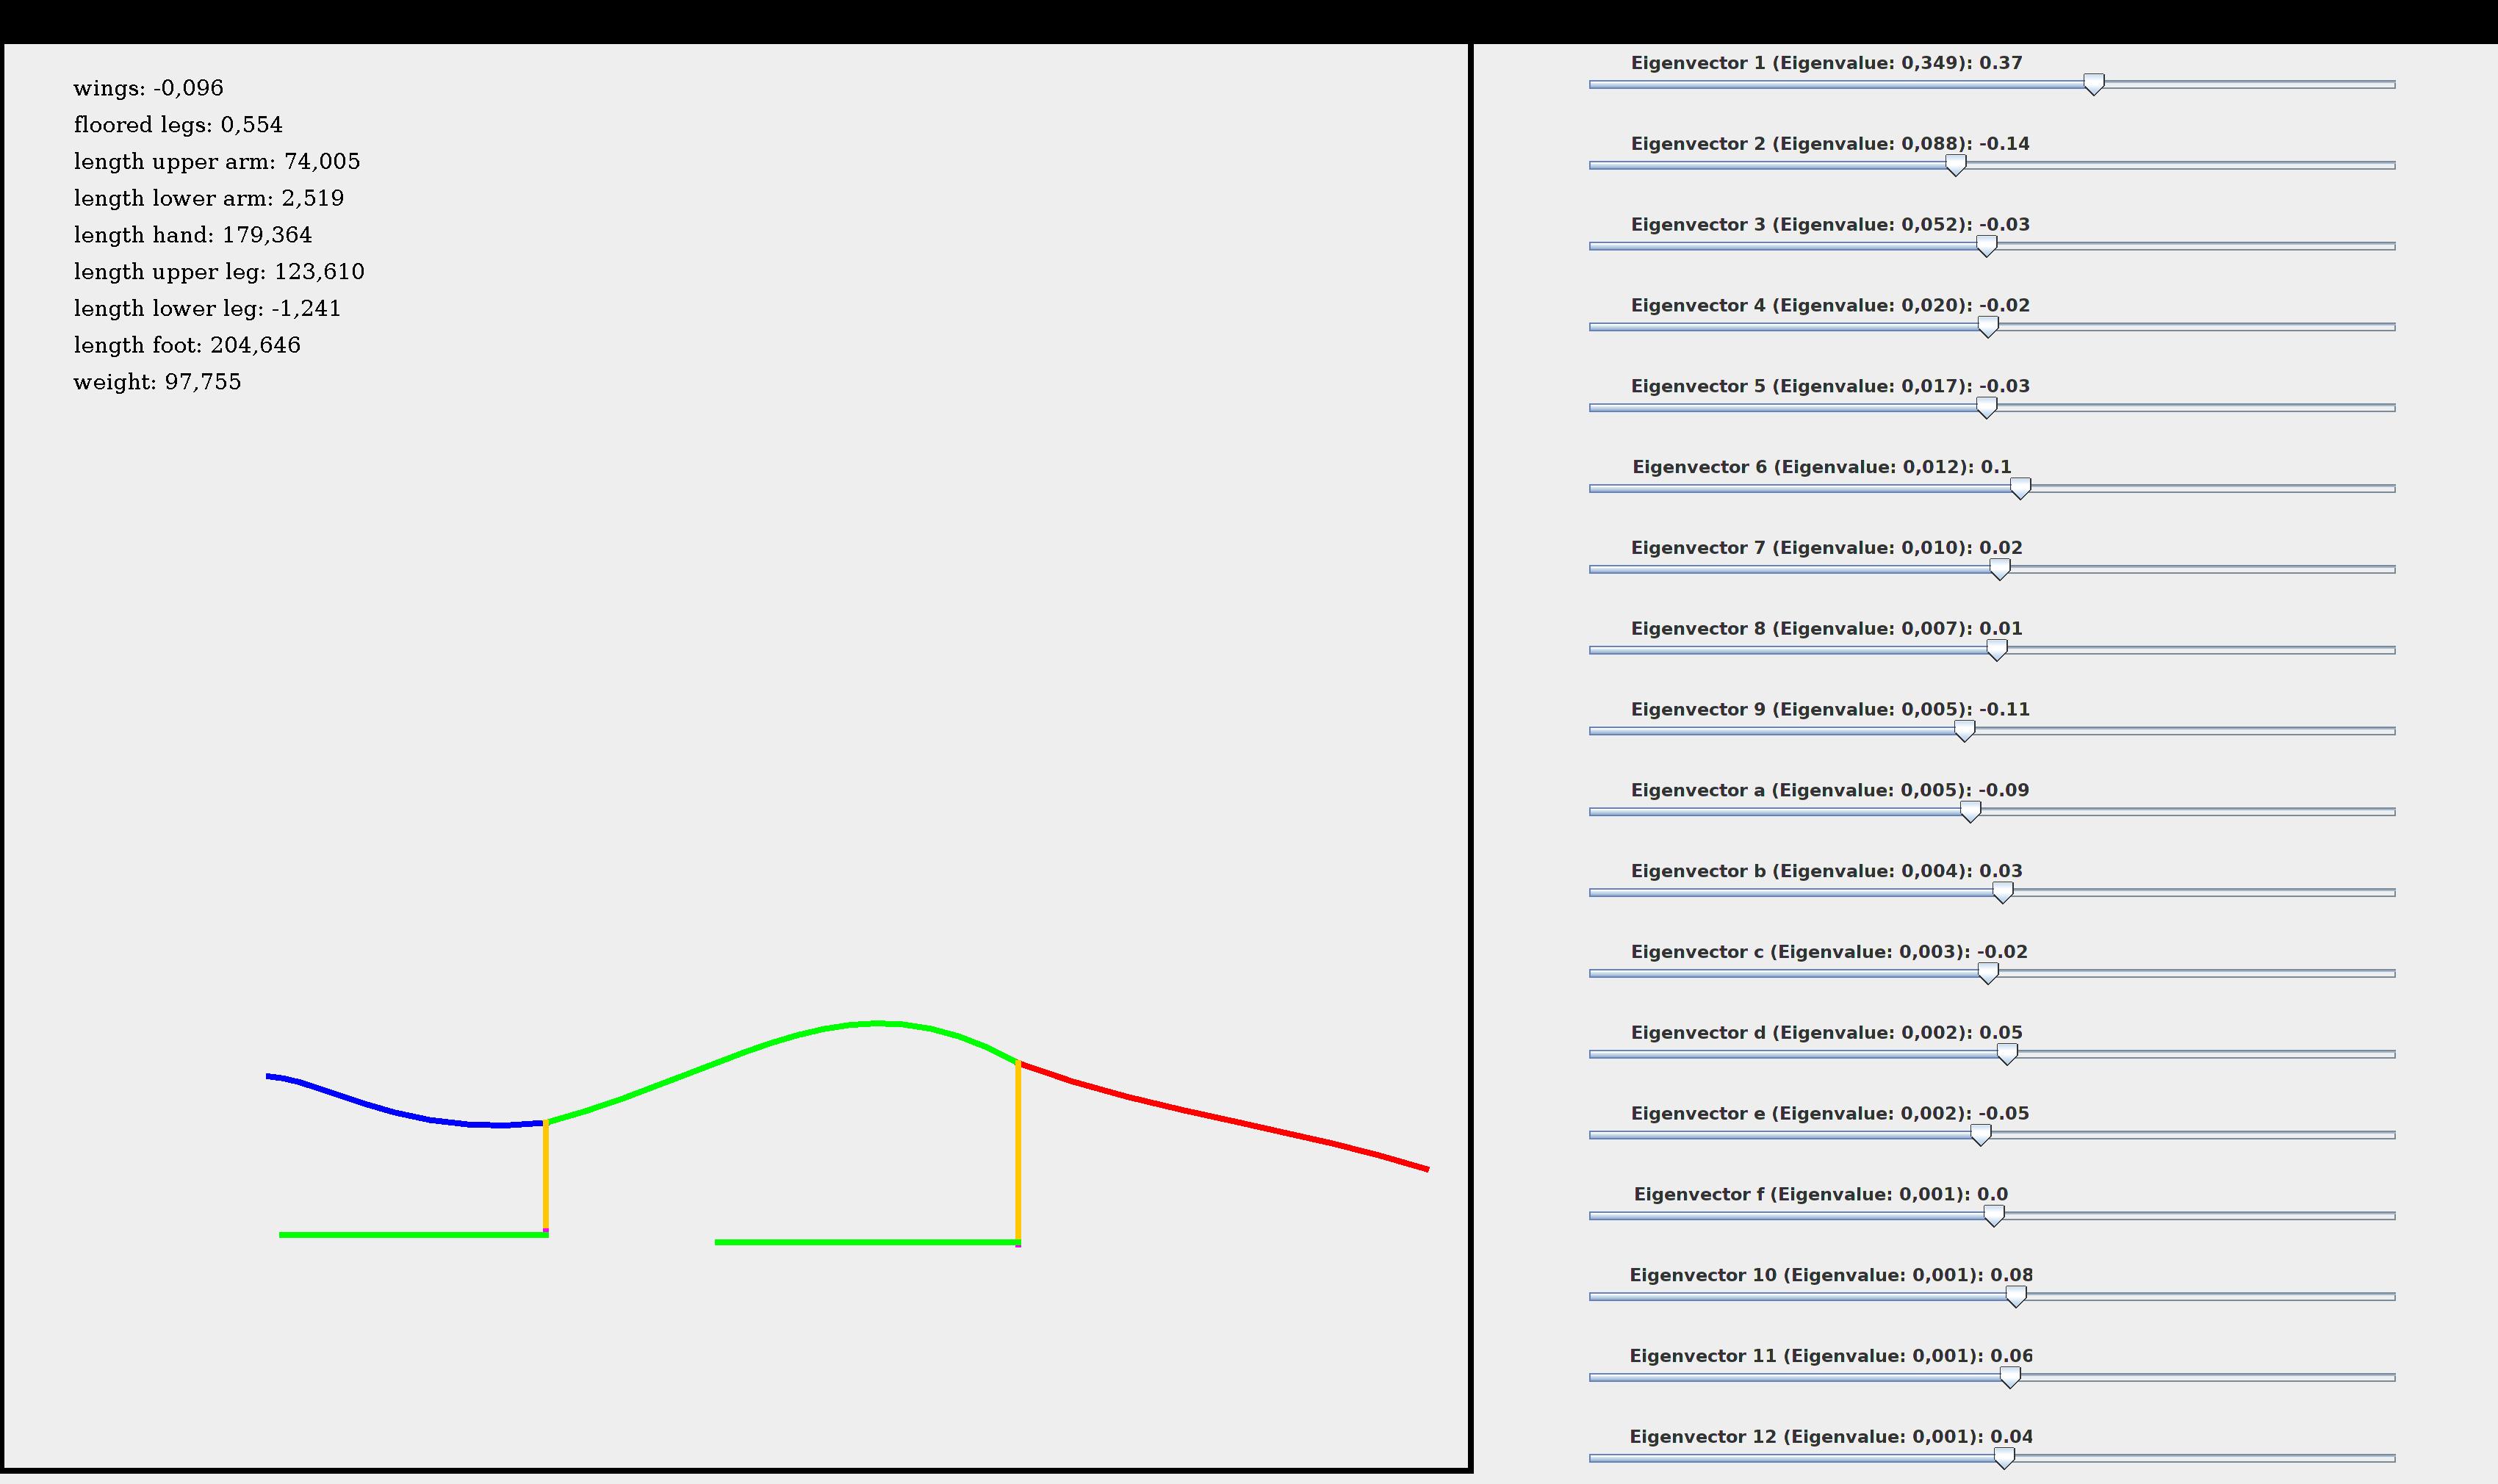 wings: -0,096
floored legs: 0,554
length upper arm: 74,005
length lower arm: 2,519
length hand: 179,364
length upper leg: 123,610
length lower leg: -1,241
length foot: 204,646
weight: 97,755
Eigenvector 1 (Eigenvalue: 0,349): 0.37
Eigenvector 2 (Eigenvalue: 0,088): -0.14
Eigenvector 3 (Eigenvalue: 0,052): -0.03
Eigenvector 4 (Eigenvalue: 0,020): -0.02
Eigenvector 5 (Eigenvalue: 0,017): -0.03
Eigenvector 6 (Eigenvalue: 0,012): 0.1
Eigenvector 7 (Eigenvalue: 0,010): 0.02
Eigenvector 8 (Eigenvalue: 0,007): 0.01
Eigenvector 9 (Eigenvalue: 0,005): -0.11
Eigenvector a (Eigenvalue: 0,005): -0.09
Eigenvector b (Eigenvalue: 0,004): 0.03
Eigenvector c (Eigenvalue: 0,003): -0.02
Eigenvector d (Eigenvalue: 0,002): 0.05
Eigenvector e (Eigenvalue: 0,002): -0.05
Eigenvector f (Eigenvalue: 0,001): 0.0
Eigenvector 10 (Eigenvalue: 0,001): 0.08
Eigenvector 11 (Eigenvalue: 0,001): 0.06
Eigenvector 12 (Eigenvalue: 0,001): 0.04